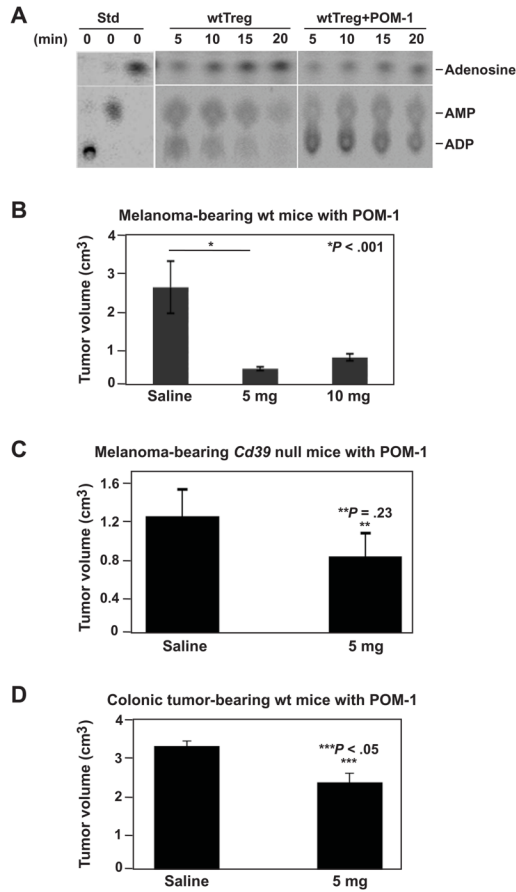 A
Std wtTreg wtTreg+POM-1
(min) 0 0 0 5 10 15 20 5 10 15 20
Adenosine
AMP
ADP
B
Melanoma-bearing wt mice with POM-1
Tumor volume (cm3)
4
3
2
1
0
*
*P < .001
Saline 5 mg 10 mg
C
Melanoma-bearing Cd39 null mice with POM-1
Tumor volume (cm3)
1.6
1.2
0.8
0.4
0
**P = .23
**
Saline 5 mg
D
Colonic tumor-bearing wt mice with POM-1
Tumor volume (cm3)
4
3
2
1
0
***P < .05
***
Saline 5 mg